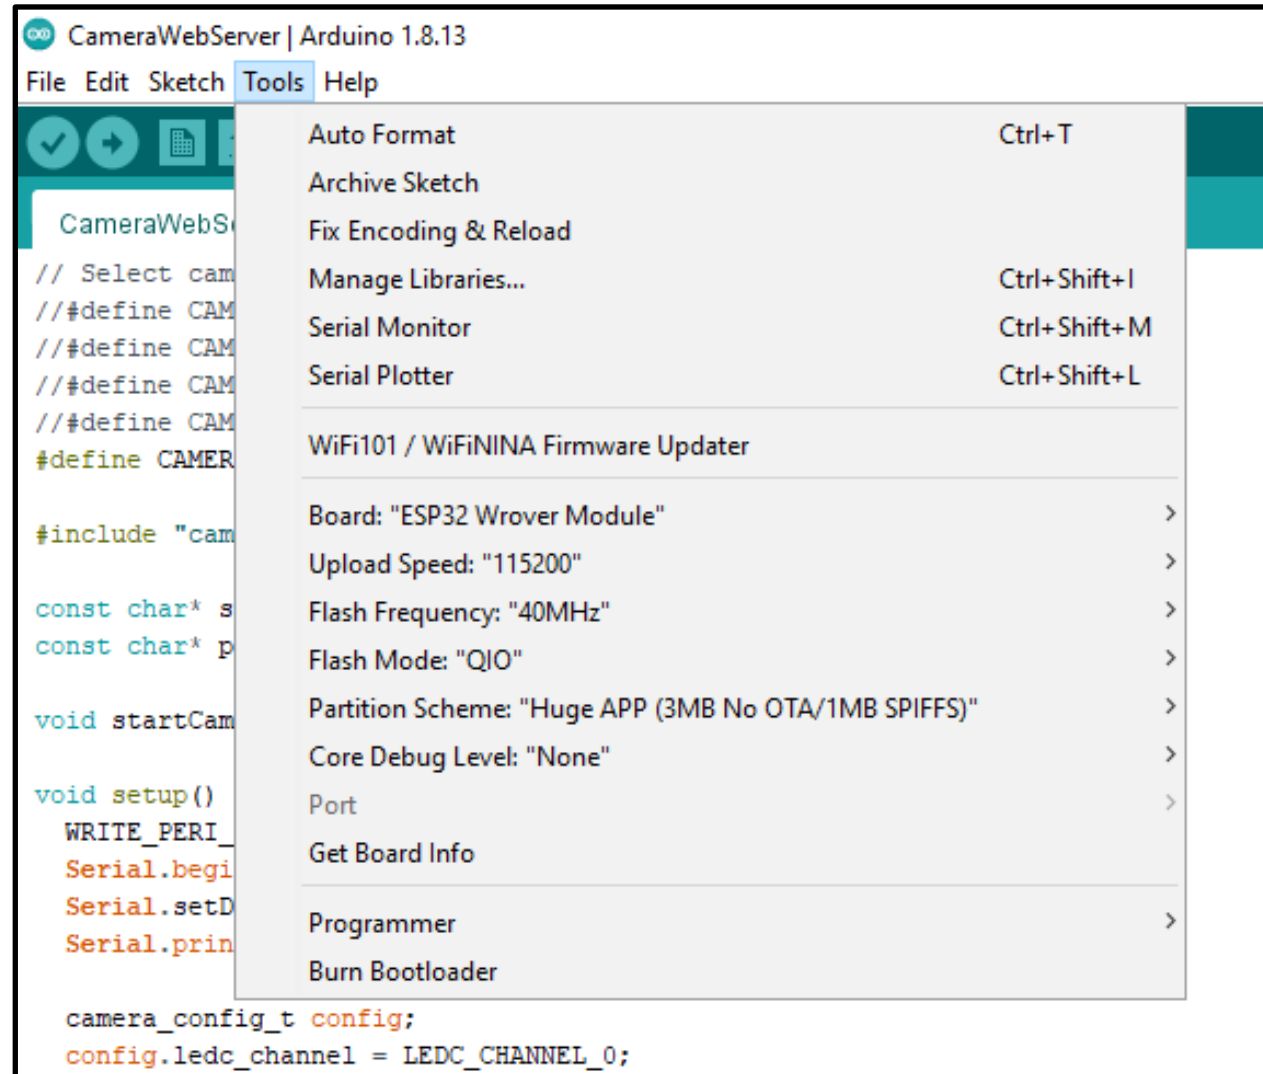 CameraWebServer | Arduino 1.8.13
File Edit Sketch Tools Help
Auto Format Ctrl+T
Archive Sketch
Fix Encoding & Reload
Manage Libraries... Ctrl+Shift+I
Serial Monitor Ctrl+Shift+M
Serial Plotter Ctrl+Shift+L
WiFi101 / WiFiNINA Firmware Updater
Board: "ESP32 Wrover Module"
Upload Speed: "115200"
Flash Frequency: "40MHz"
Flash Mode: "QIO"
Partition Scheme: "Huge APP (3MB No OTA/1MB SPIFFS)"
Core Debug Level: "None"
Port
Get Board Info
Programmer
Burn Bootloader
CameraWebS
// Select cam
//#define CAM
//#define CAM
//#define CAM
//#define CAM
#define CAMER
#include "cam
const char* s
const char* p
void startCam
void setup()
WRITE_PERI_
Serial.begi
Serial.setD
Serial.prin
camera_config_t config;
config.ledc_channel = LEDC_CHANNEL_0;